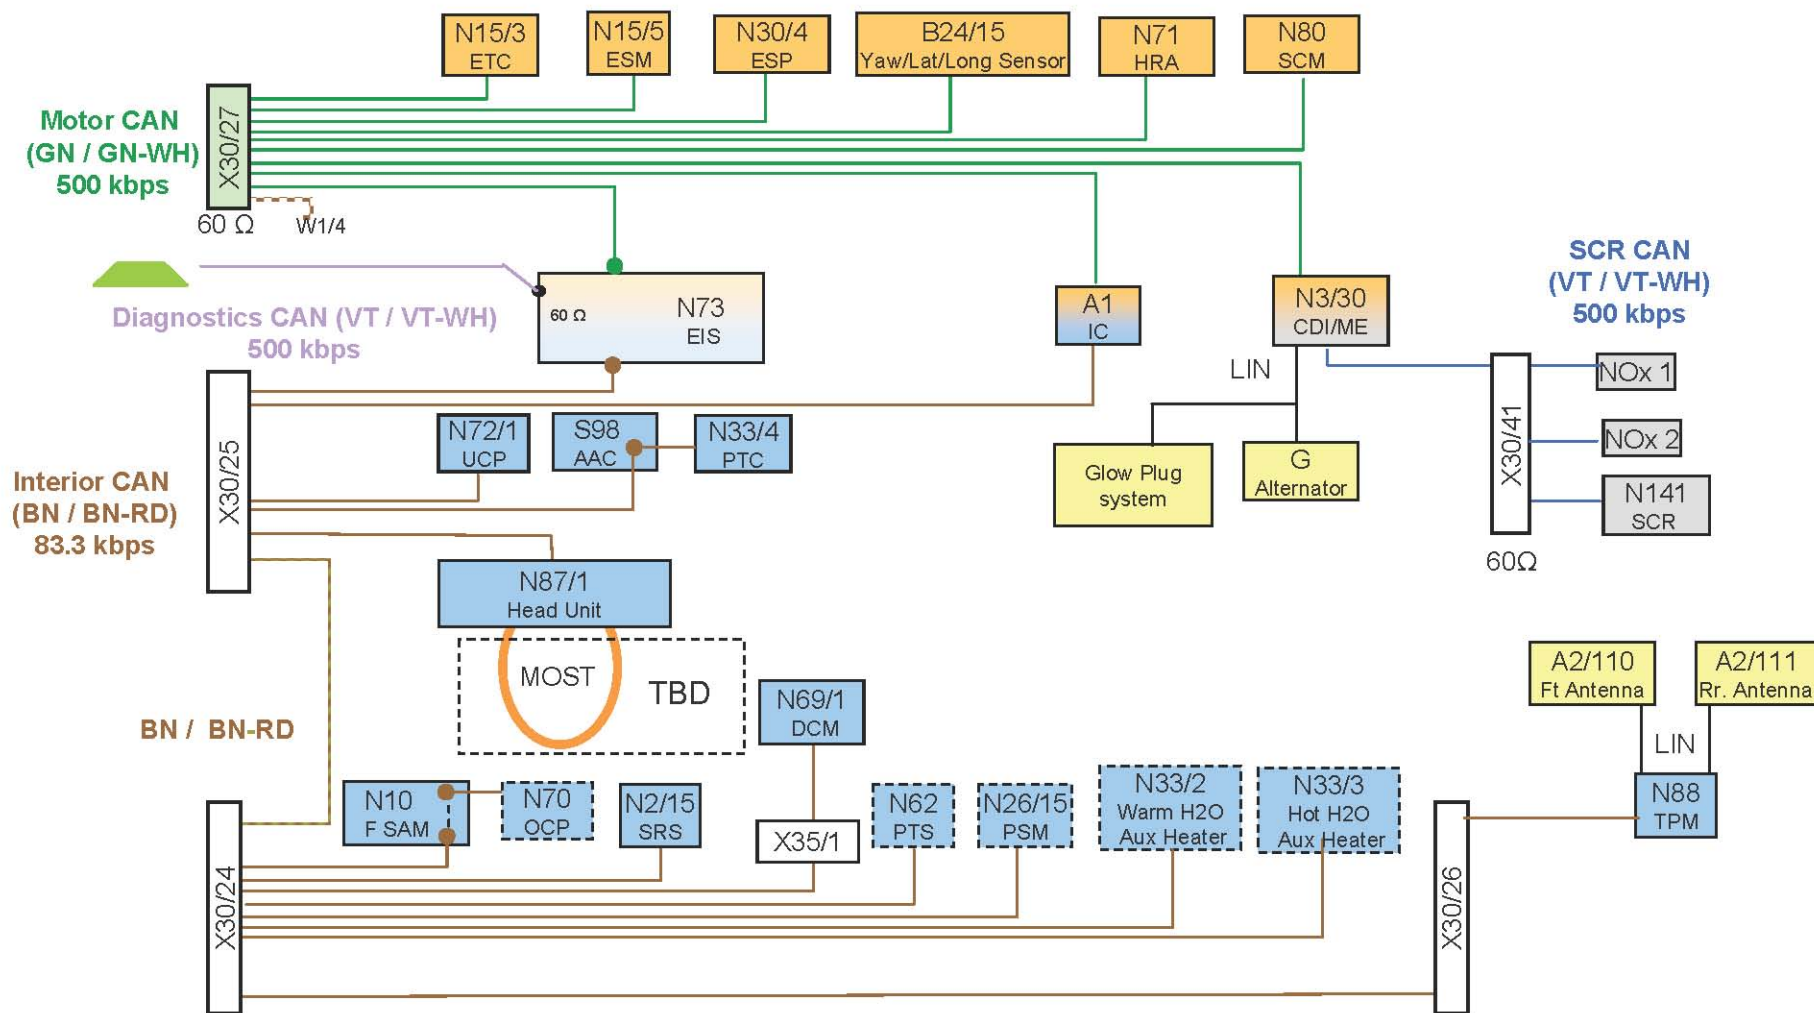 N15/3
ETC
N15/5
ESM
N30/4
ESP
B24/15
Yaw/Lat/Long Sensor
N71
HRA
N80
SCM
Motor CAN
(GN / GN-WH)
500 kbps
X30/27
60 Ω
W1/4
Diagnostics CAN (VT / VT-WH)
500 kbps
60 Ω
N73
EIS
A1
IC
N3/30
CDI/ME
LIN
SCR CAN
(VT / VT-WH)
500 kbps
X30/41
60Ω
NOx 1
NOx 2
N141
SCR
Glow Plug
system
G
Alternator
Interior CAN
(BN / BN-RD)
83.3 kbps
X30/25
N72/1
UCP
S98
AAC
N33/4
PTC
N87/1
Head Unit
MOST
TBD
BN / BN-RD
N69/1
DCM
X35/1
A2/110
Ft Antenna
A2/111
Rr. Antenna
LIN
N88
TPM
X30/24
N10
F SAM
N70
OCP
N2/15
SRS
N62
PTS
N26/15
PSM
N33/2
Warm H2O
Aux Heater
N33/3
Hot H2O
Aux Heater
X30/26